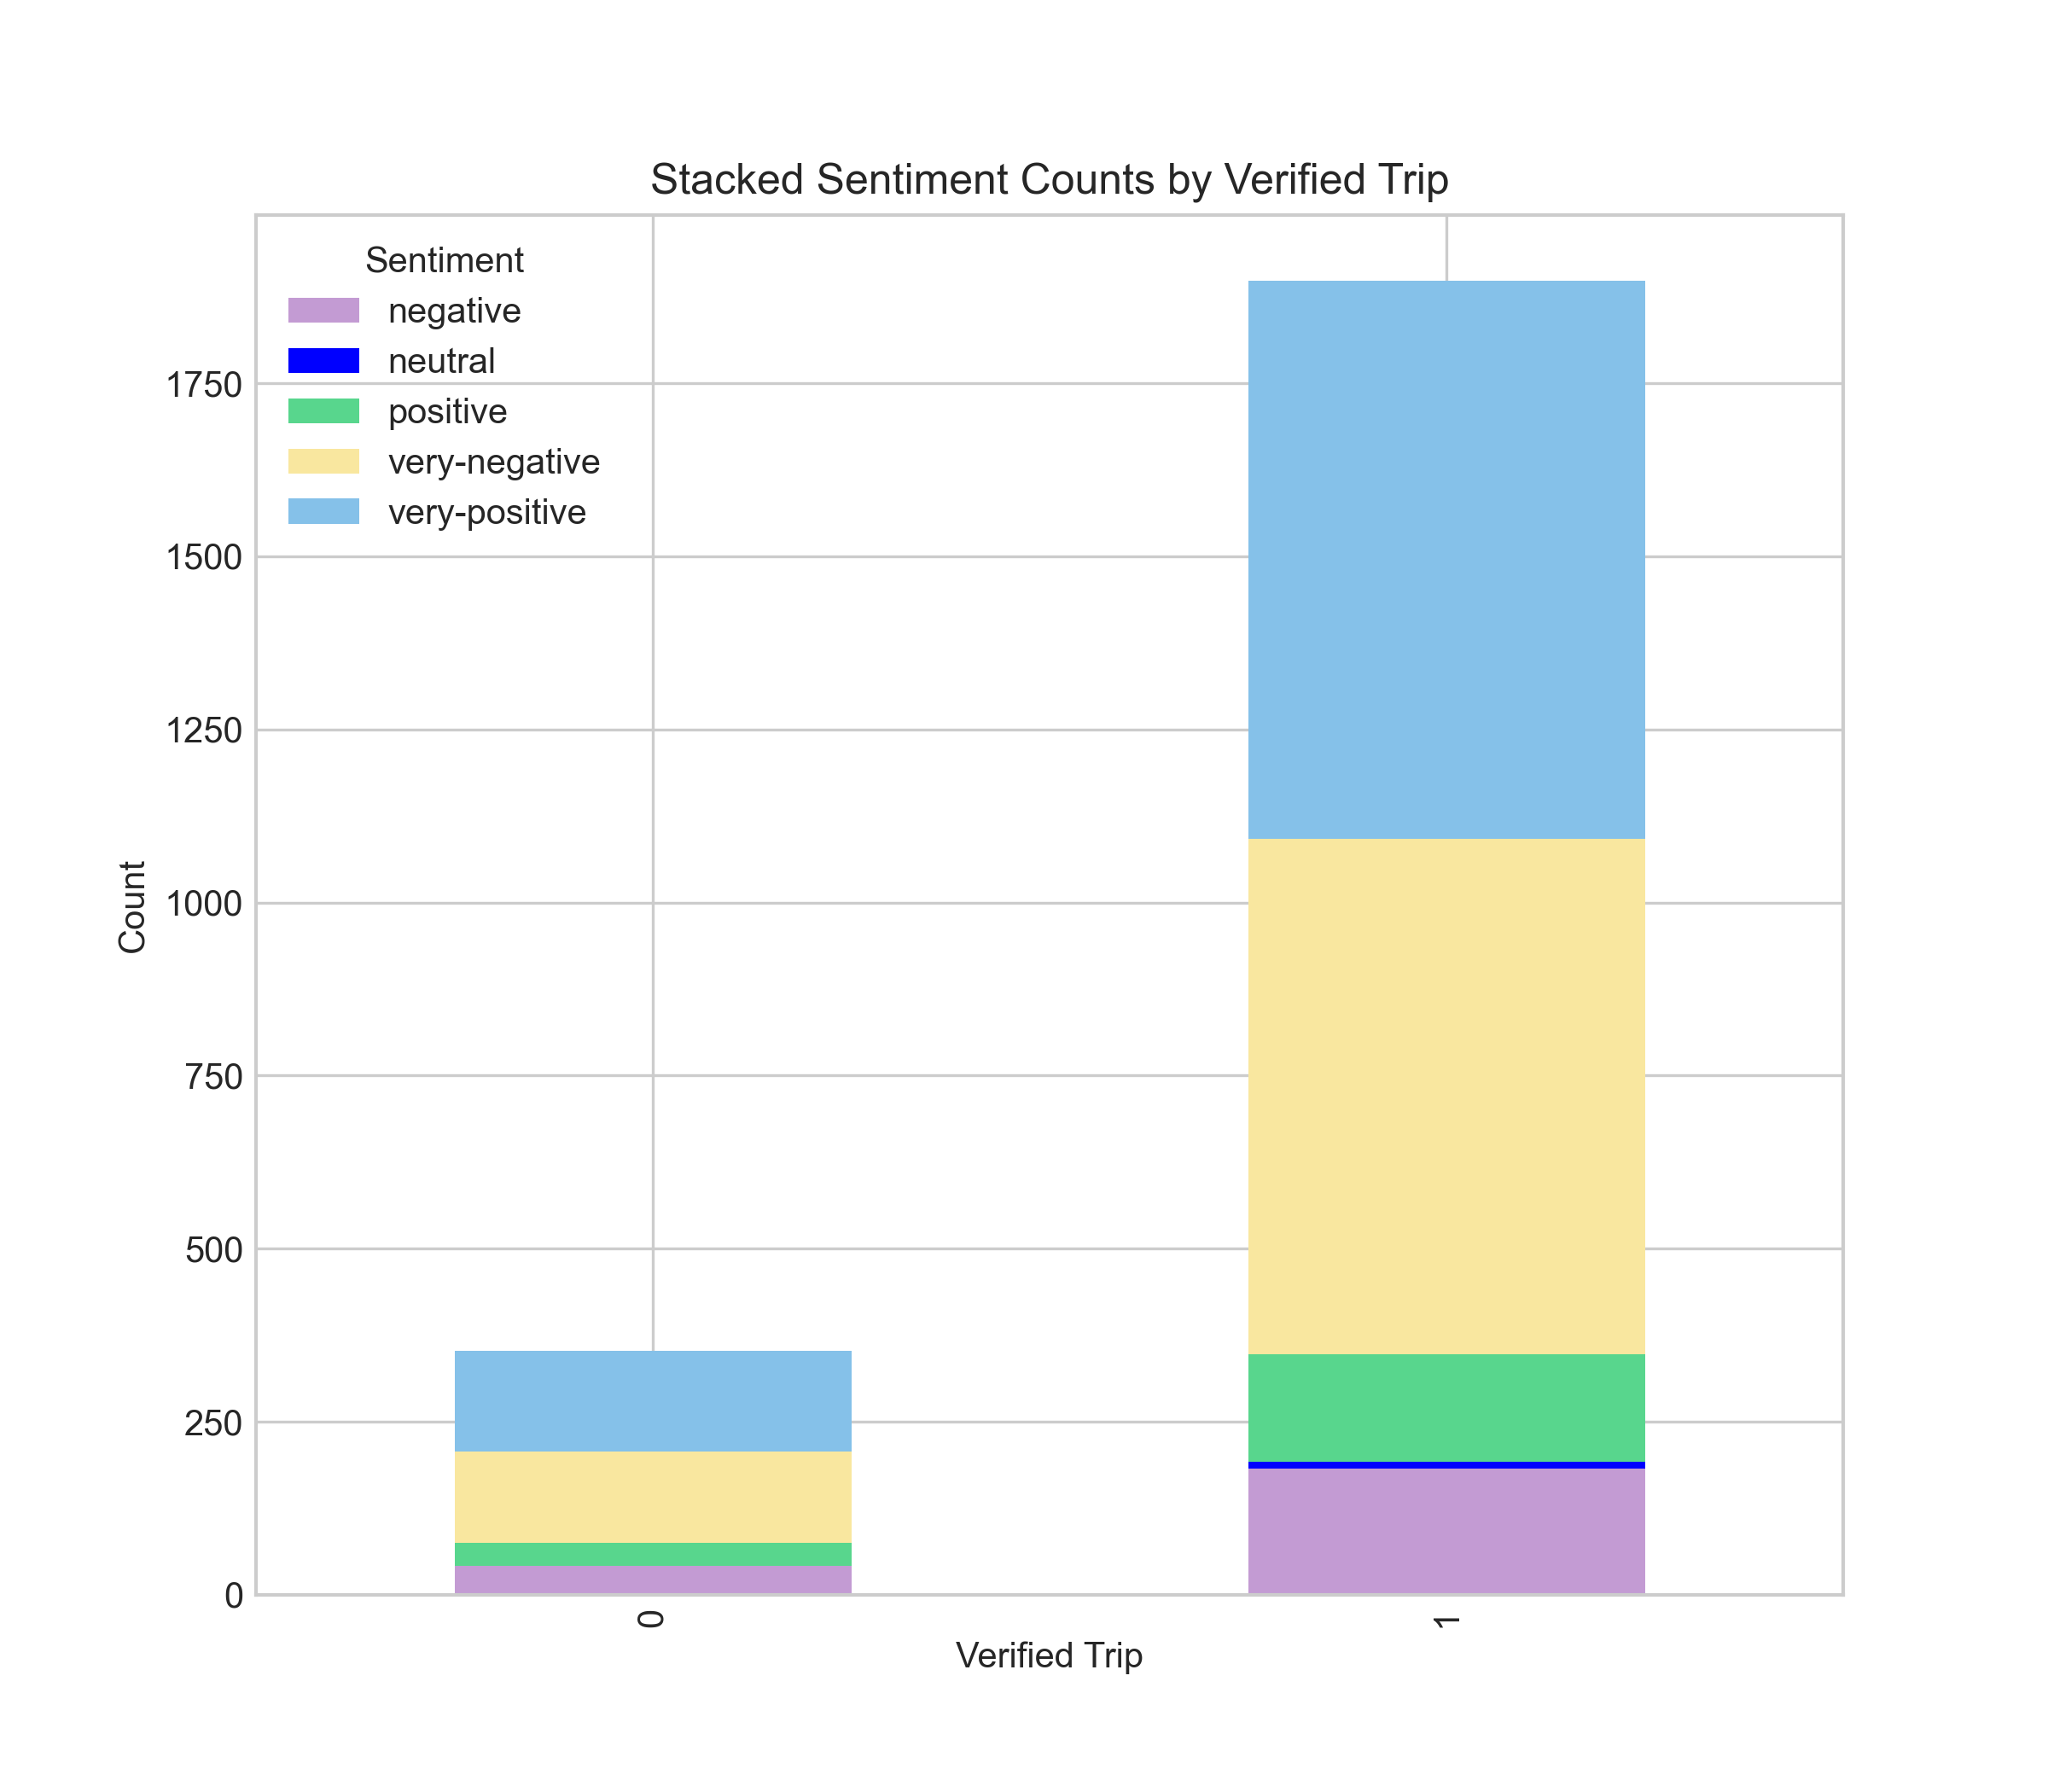 Stacked Sentiment Counts by Verified Trip
Sentiment
negative
neutral
positive
very-negative
very-positive
1750
1500
1250
1000
750
500
250
0
Count
0
1
Verified Trip